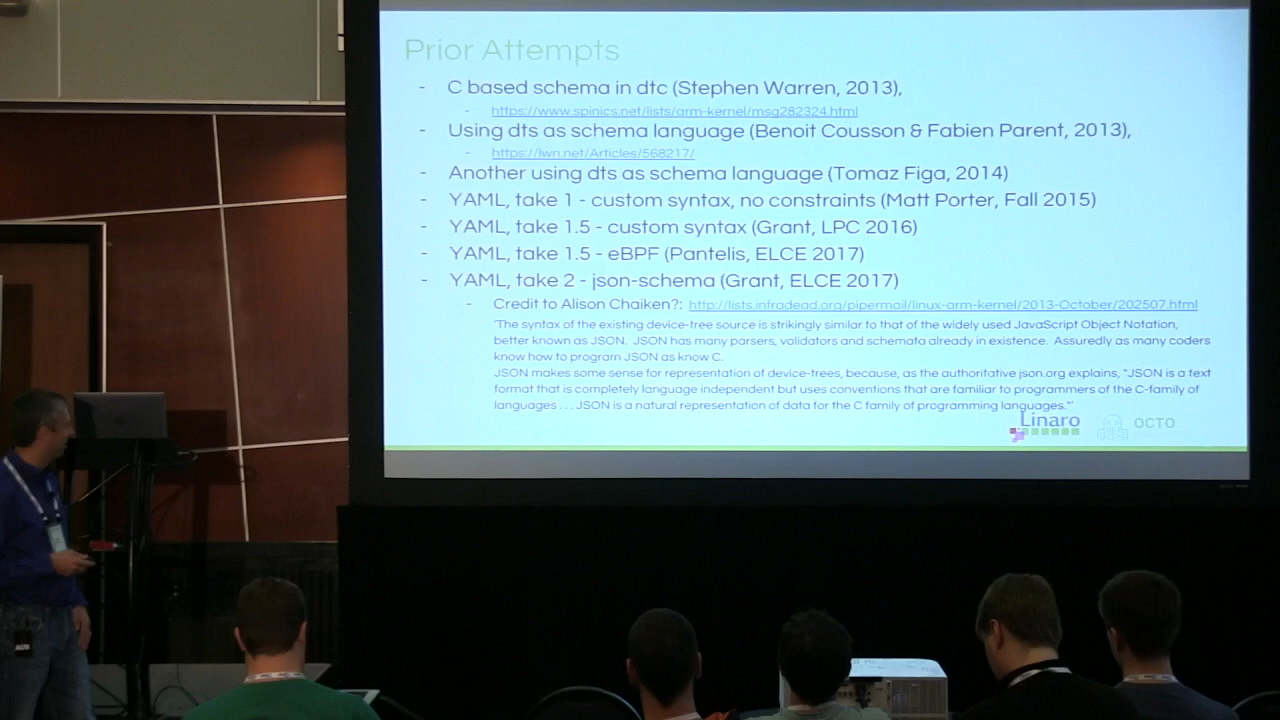 Prior Attempts
- C based schema in dtc (Stephen Warren, 2013),
- https://www.spinics.net/lists/arm-kernel/msg282324.html
- Using dts as schema language (Benoit Cousson & Fabien Parent, 2013),
- https://lwn.net/Articles/568217/
- Another using dts as schema language (Tomaz Figa, 2014)
- YAML, take 1 - custom syntax, no constraints (Matt Porter, Fall 2015)
- YAML, take 1.5 - custom syntax (Grant, LPC 2016)
- YAML, take 1.5 - eBPF (Pantelis, ELCE 2017)
- YAML, take 2 - json-schema (Grant, ELCE 2017)
- Credit to Alison Chaiken?: http://lists.infradead.org/pipermail/linux-arm-kernel/2013-October/202507.html
'The syntax of the existing device-tree source is strikingly similar to that of the widely used JavaScript Object Notation,
better known as JSON. JSON has many parsers, validators and schemata already in existence. Assuredly as many coders
know how to program JSON as know C.
JSON makes some sense for representation of device-trees, because, as the authoritative json.org explains, "JSON is a text
format that is completely language independent but uses conventions that are familiar to programmers of the C-family of
languages . . . JSON is a natural representation of data for the C family of programming languages."'
Linaro
OCTO